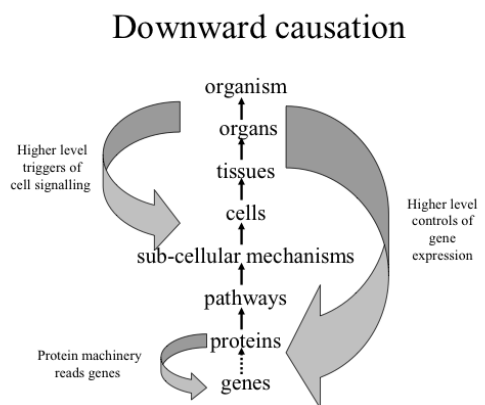 Downward causation
organism
organs
Higher level
triggers of
cell signalling
tissues
cells
Higher level
controls of
gene
expression
sub-cellular mechanisms
pathways
proteins
Protein machinery
reads genes
genes